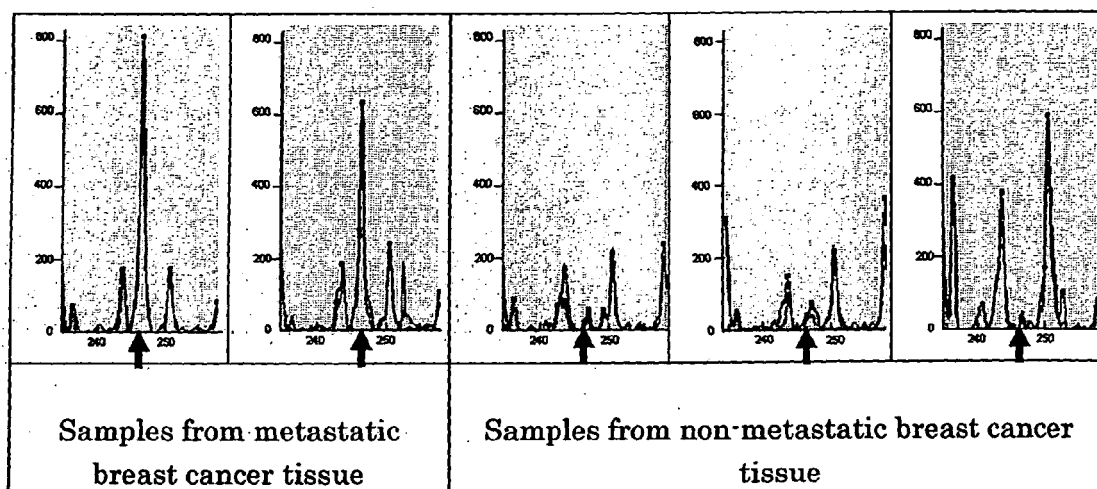 800 800 800 800 800
600 600 600 600 600
400 400 400 400 400
200 200 200 200 200
0 0 0 0 0
240 250 240 250 240 250 240 250 240 250
Samples from metastatic
breast cancer tissue
Samples from non-metastatic breast cancer
tissue